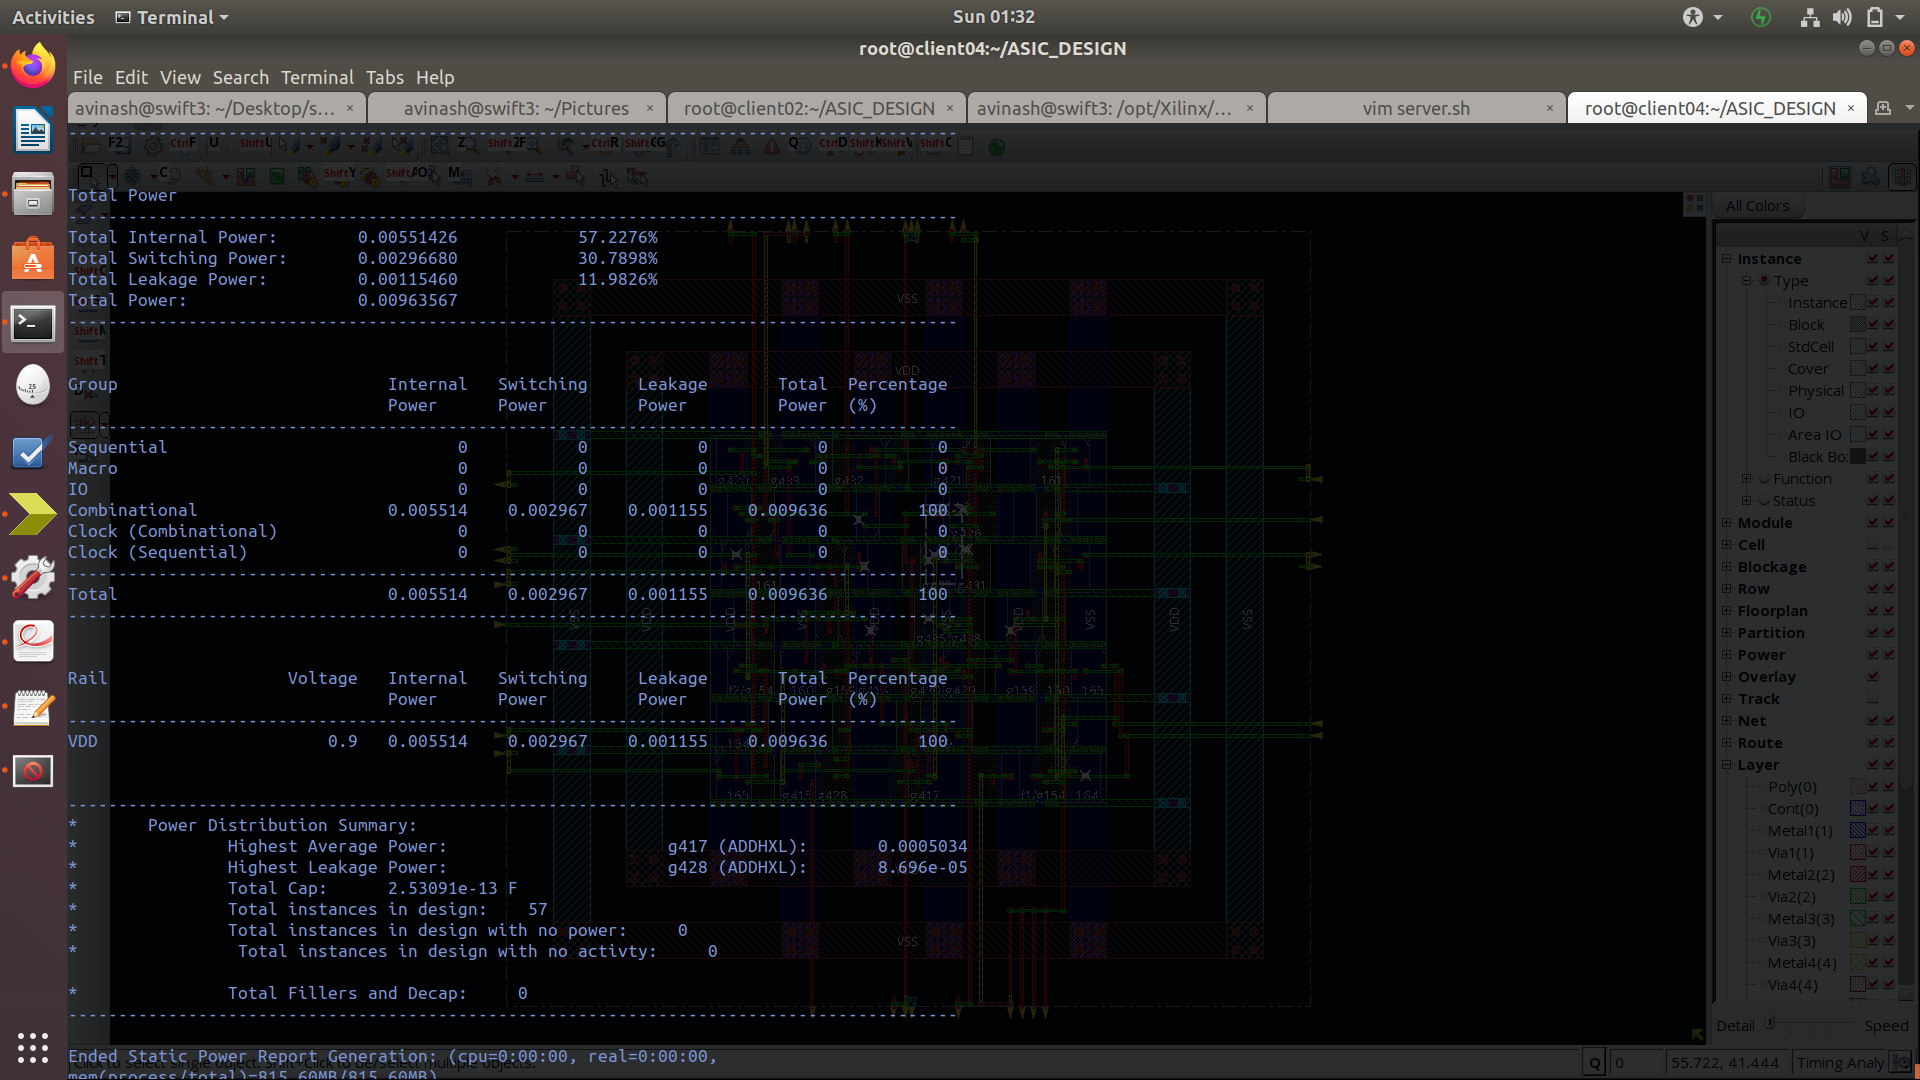 Activities Terminal Sun 01:32
root@client04:~/ASIC_DESIGN
File Edit View Search Terminal Tabs Help
avinash@swift3: ~/Desktop/s... × avinash@swift3: ~/Pictures × root@client02:~/ASIC_DESIGN × avinash@swift3: /opt/Xilinx/... × vim server.sh × root@client04:~/ASIC_DESIGN ×
Total Power
Total Internal Power: 0.00551426 57.2276%
Total Switching Power: 0.00296680 30.7898%
Total Leakage Power: 0.00115460 11.9826%
Total Power: 0.00963567
Group Internal Switching Leakage Total Percentage
Power Power Power Power (%)
Sequential 0 0 0 0 0
Macro 0 0 0 0 0
IO 0 0 0 0 0
Combinational 0.005514 0.002967 0.001155 0.009636 100
Clock (Combinational) 0 0 0 0 0
Clock (Sequential) 0 0 0 0 0
Total 0.005514 0.002967 0.001155 0.009636 100
Rail Voltage Internal Switching Leakage Total Percentage
Power Power Power Power (%)
VDD 0.9 0.005514 0.002967 0.001155 0.009636 100
* Power Distribution Summary:
* Highest Average Power: g417 (ADDHXL): 0.0005034
* Highest Leakage Power: g428 (ADDHXL): 8.696e-05
* Total Cap: 2.53091e-13 F
* Total instances in design: 57
* Total instances in design with no power: 0
* Total instances in design with no activty: 0
* Total Fillers and Decap: 0
Ended Static Power Report Generation: (cpu=0:00:00, real=0:00:00,
mem(process/total)=815.60MB/815.60MB)
All Colors
V S
Instance
Type
Instance
Block
StdCell
Cover
Physical
IO
Area IO
Black Bo
Function
Status
Module
Cell
Blockage
Row
Floorplan
Partition
Power
Overlay
Track
Net
Route
Layer
Poly(0)
Cont(0)
Metal1(1)
Via1(1)
Metal2(2)
Via2(2)
Metal3(3)
Via3(3)
Metal4(4)
Via4(4)
Detail Speed
Q 0 55.722, 41.444 Timing Analy
VSS
VDD
VSS